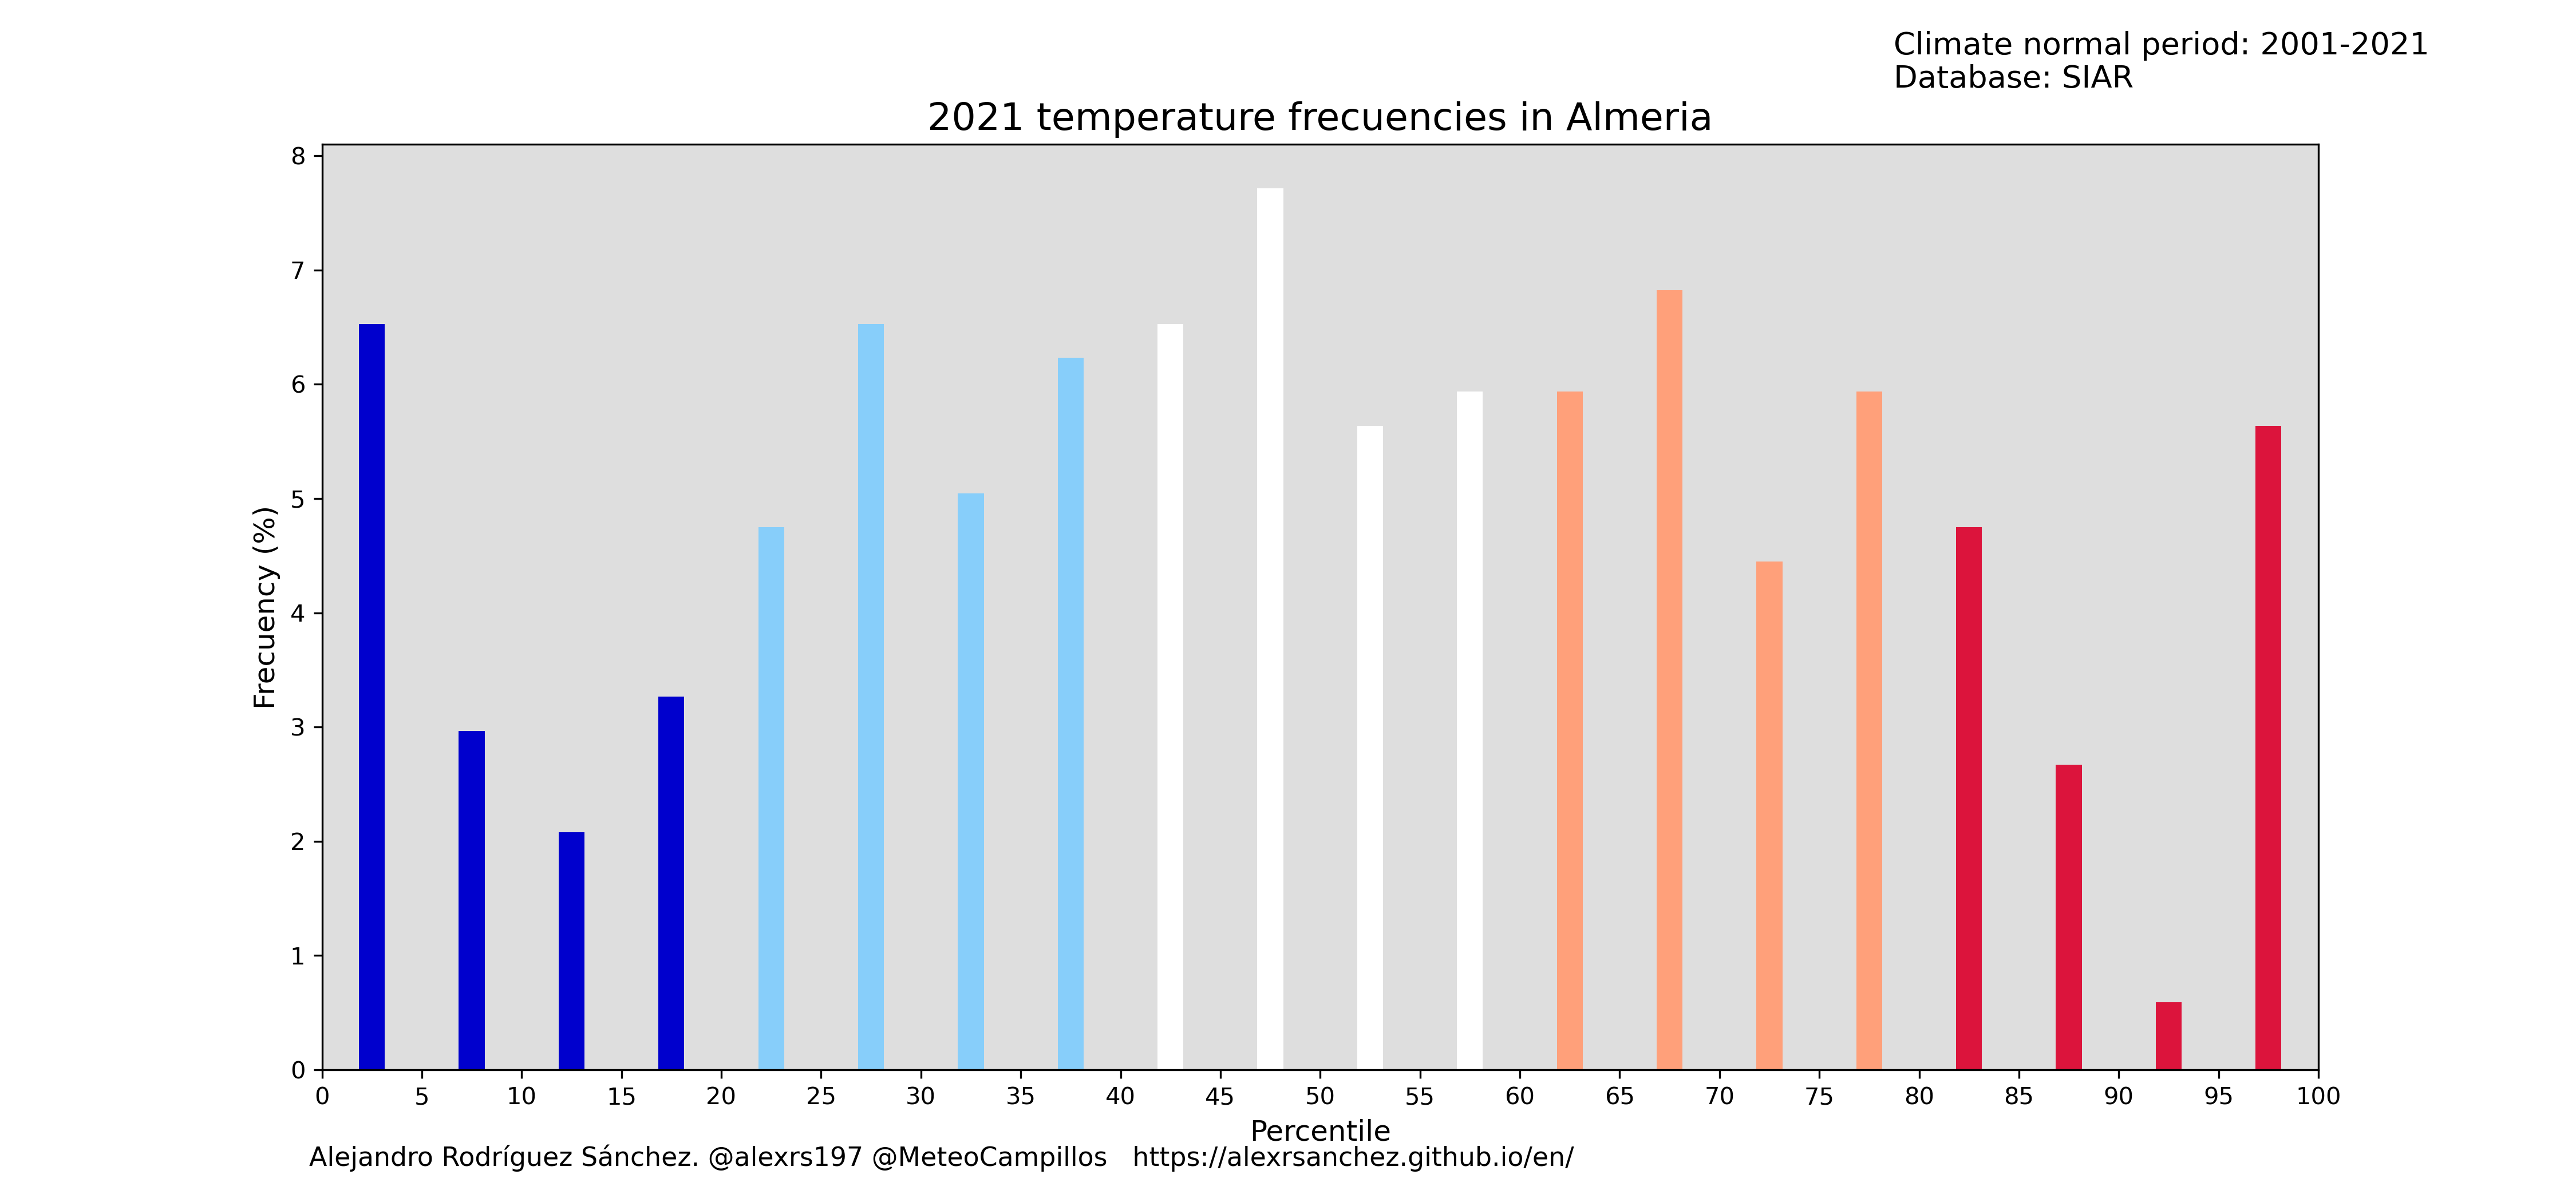 Climate normal period: 2001-2021
Database: SIAR
2021 temperature frecuencies in Almeria
8
7
6
5
4
3
2
1
0
Frecuency (%)
0 5 10 15 20 25 30 35 40 45 50 55 60 65 70 75 80 85 90 95 100
Percentile
Alejandro Rodríguez Sánchez. @alexrs197 @MeteoCampillos https://alexrsanchez.github.io/en/